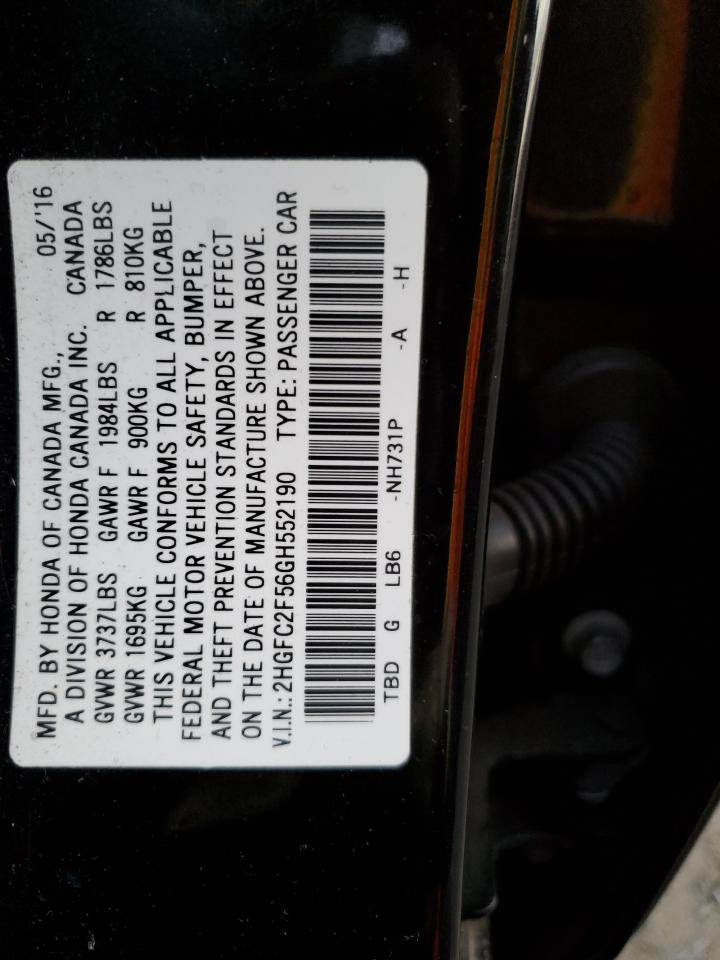 MFD. BY HONDA OF CANADA MFG., 05/'16
A DIVISION OF HONDA CANADA INC. CANADA
GVWR 3737LBS GAWR F 1984LBS R 1786LBS
GVWR 1695KG GAWR F 900KG R 810KG
THIS VEHICLE CONFORMS TO ALL APPLICABLE
FEDERAL MOTOR VEHICLE SAFETY, BUMPER,
AND THEFT PREVENTION STANDARDS IN EFFECT
ON THE DATE OF MANUFACTURE SHOWN ABOVE.
V.I.N.: 2HGFC2F56GH552190 TYPE: PASSENGER CAR
TBD G LB6 -NH731P -A -H